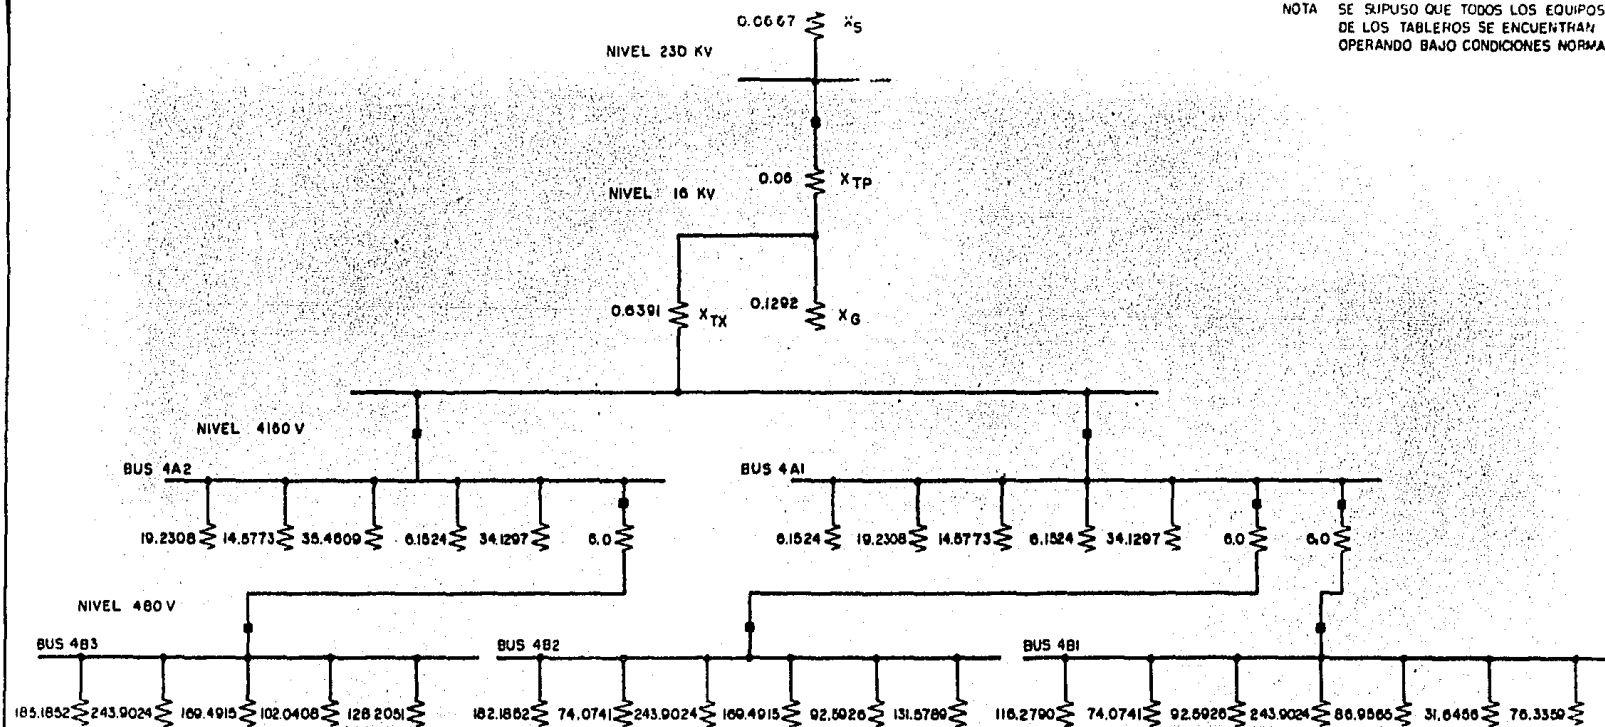 NOTA SE SUPUSO QUE TODOS LOS EQUIPOS
DE LOS TABLEROS SE ENCUENTRAN
OPERANDO BAJO CONDICIONES NORMA
0.0667 XS
NIVEL 230 KV
0.06 XTP
NIVEL 16 KV
0.6391 XTX
0.1292 XG
NIVEL 4160 V
BUS 4A2
BUS 4A1
19.2308 14.5773 35.4609 6.1524 34.1297 6.0
6.1524 19.2308 14.5773 6.1524 34.1297 6.0 6.0
NIVEL 480 V
BUS 4B3
BUS 4B2
BUS 4B1
185.1852 243.9024 169.4915 102.0408 128.2051
182.1862 74.0741 243.9024 169.4915 92.5926 131.5789
116.2790 74.0741 92.5926 243.9024 86.9565 31.6456 76.3359